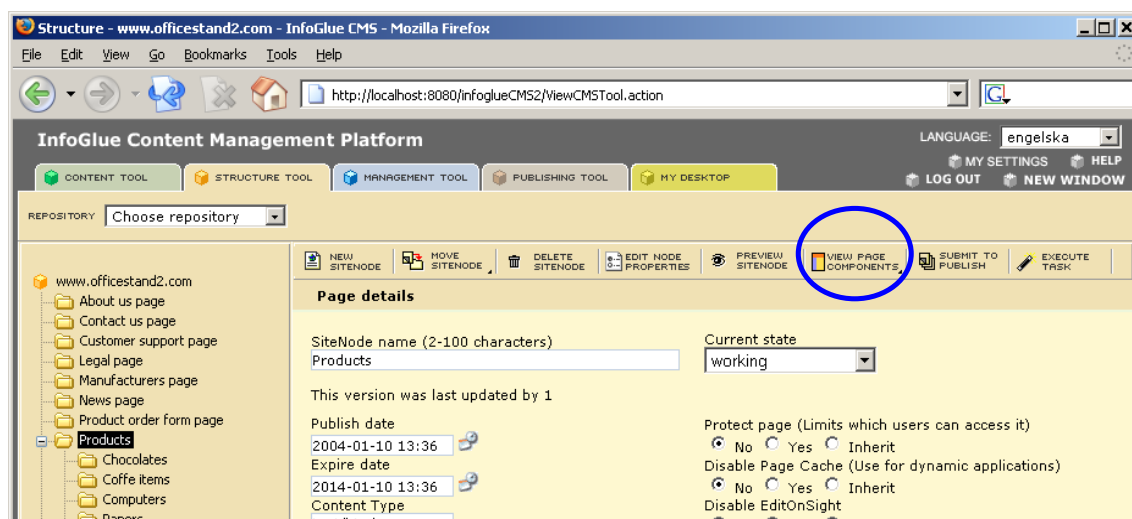 Structure - www.officestand2.com - InfoGlue CMS - Mozilla Firefox
File Edit View Go Bookmarks Tools Help
http://localhost:8080/infoglueCMS2/ViewCMSTool.action
G
InfoGlue Content Management Platform
LANGUAGE: engelska
MY SETTINGS HELP
CONTENT TOOL STRUCTURE TOOL MANAGEMENT TOOL PUBLISHING TOOL MY DESKTOP
LOG OUT NEW WINDOW
REPOSITORY Choose repository
NEW SITENODE MOVE SITENODE DELETE SITENODE EDIT NODE PROPERTIES PREVIEW SITENODE VIEW PAGE COMPONENTS SUBMIT TO PUBLISH EXECUTE TASK
www.officestand2.com
About us page
Contact us page
Customer support page
Legal page
Manufacturers page
News page
Product order form page
Products
Chocolates
Coffe items
Computers
Papers
Page details
SiteNode name (2-100 characters)
Products
Current state
working
This version was last updated by 1
Publish date
2004-01-10 13:36
Expire date
2014-01-10 13:36
Content Type
Protect page (Limits which users can access it)
No Yes Inherit
Disable Page Cache (Use for dynamic applications)
No Yes Inherit
Disable EditOnSight